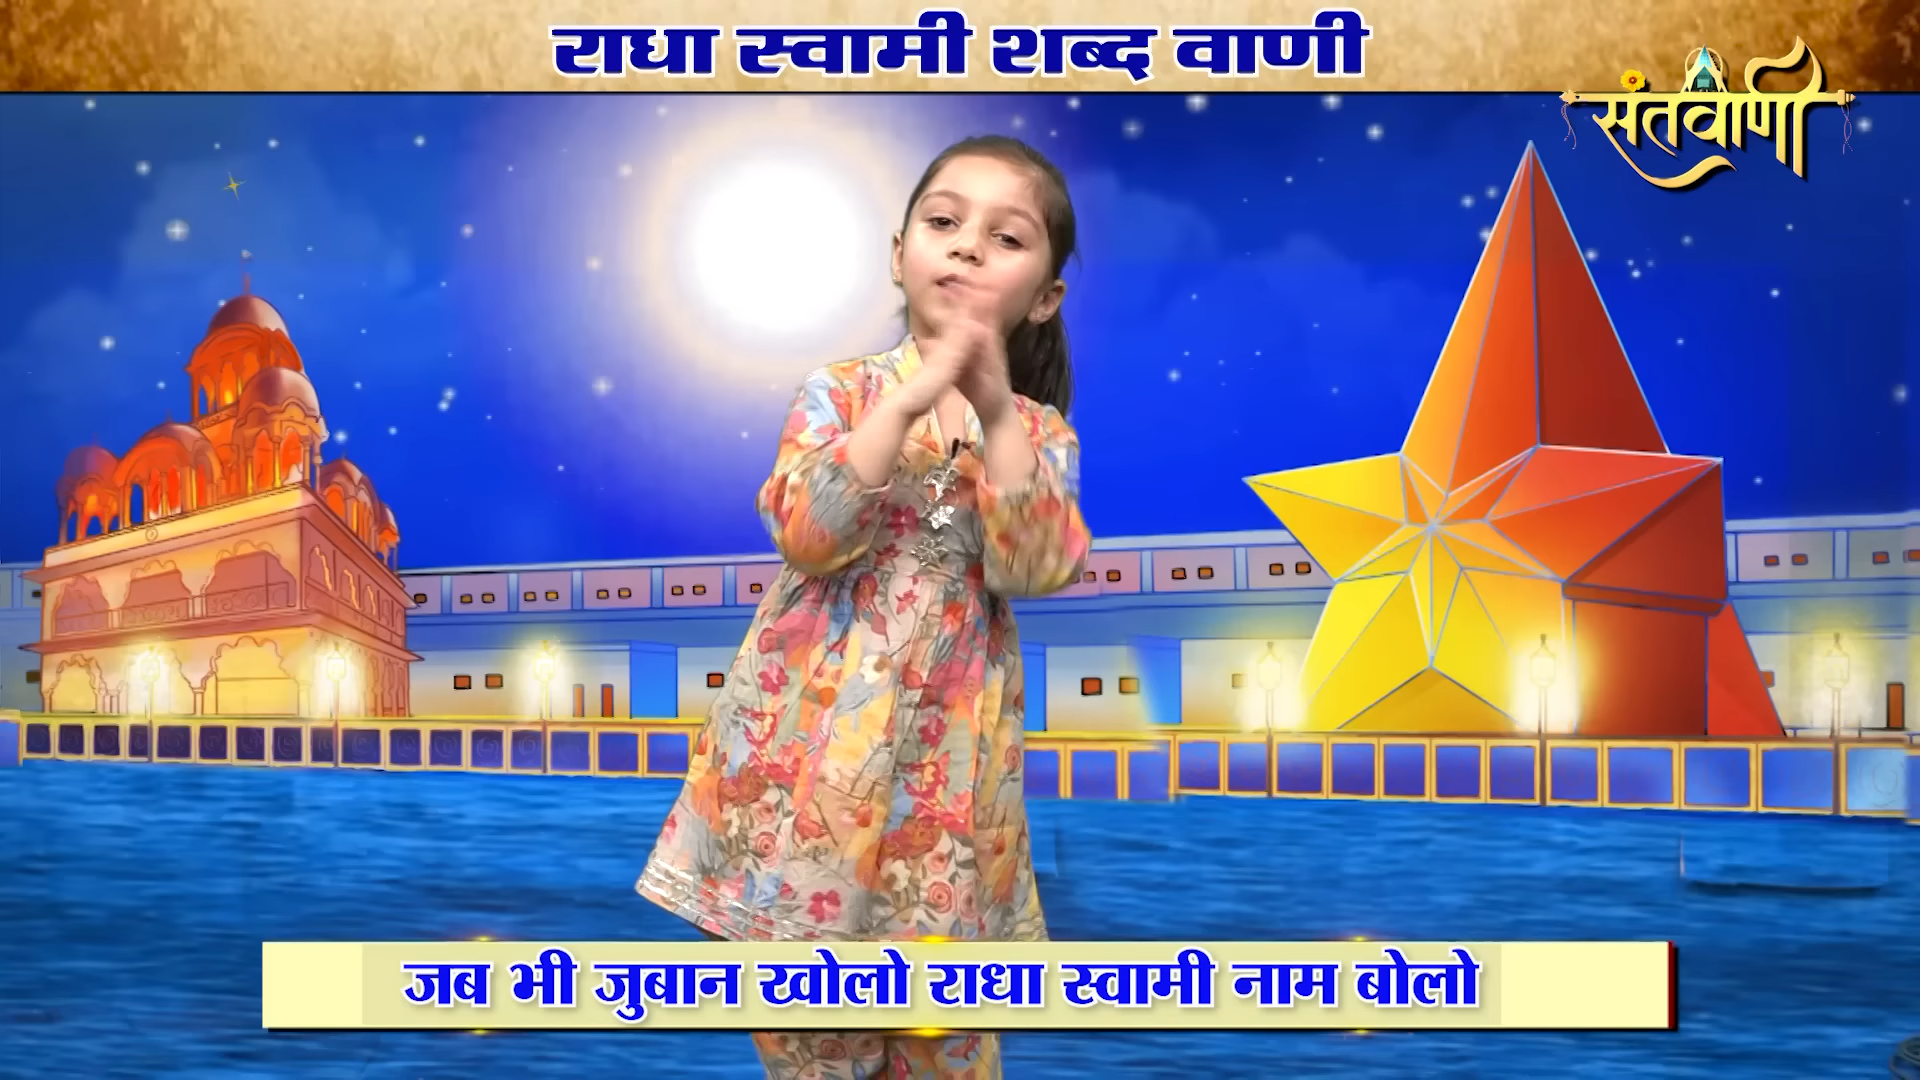 राधा स्वामी शब्द वाणी
संतवाणी
जब भी जुबान खोलो राधा स्वामी नाम बोलो